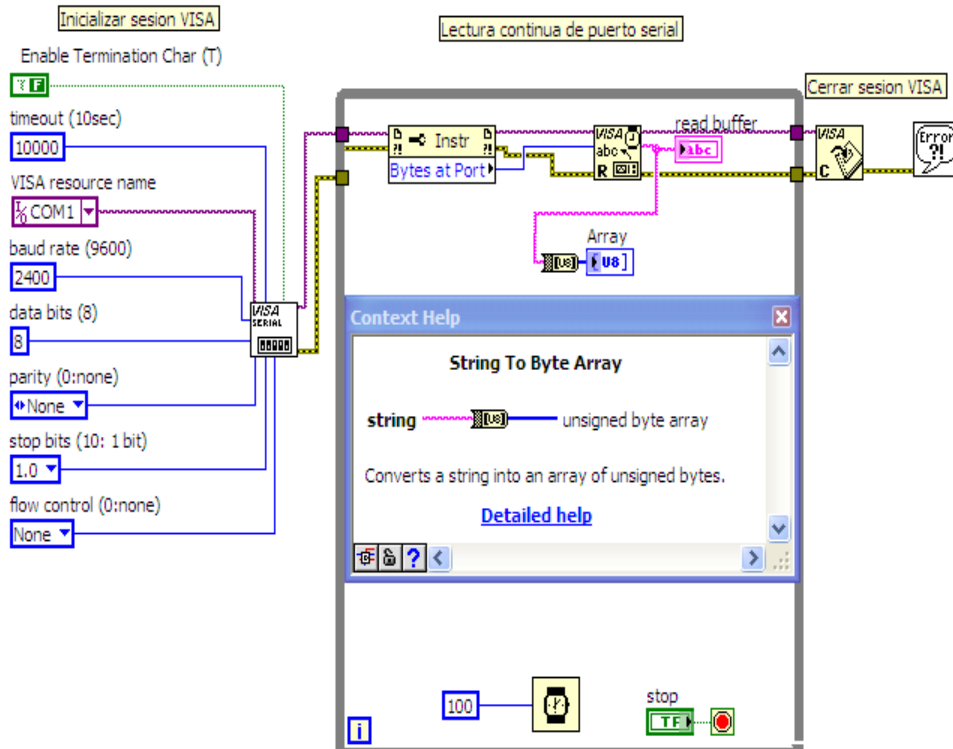 Inicializar sesion VISA
Lectura continua de puerto serial
Enable Termination Char (T)
F
timeout (10sec)
10000
VISA resource name
I/O COM1
baud rate (9600)
2400
data bits (8)
8
parity (0:none)
None
stop bits (10: 1 bit)
1.0
flow control (0:none)
None
VISA
SERIAL
Instr
Bytes at Port
VISA
abc
R
read buffer
abc
Array
[U8]
U8]
Cerrar sesion VISA
VISA
C
Error
?!
Context Help
String To Byte Array
string
[U8]
unsigned byte array
Converts a string into an array of unsigned bytes.
Detailed help
?
100
stop
TF
i